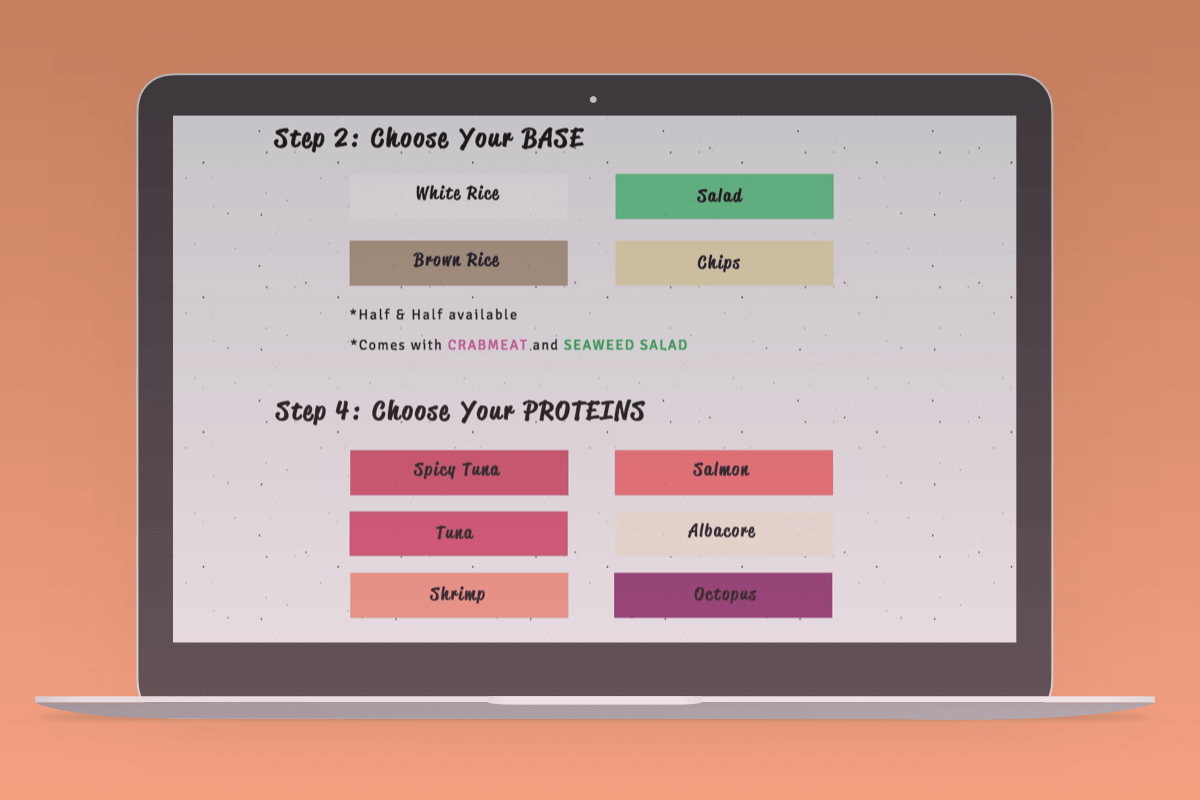 Step 2: Choose Your BASE
White Rice
Salad
Brown Rice
Chips
*Half & Half available
*Comes with CRABMEAT and SEAWEED SALAD
Step 4: Choose Your PROTEINS
Spicy Tuna
Salmon
Tuna
Albacore
Shrimp
Octopus